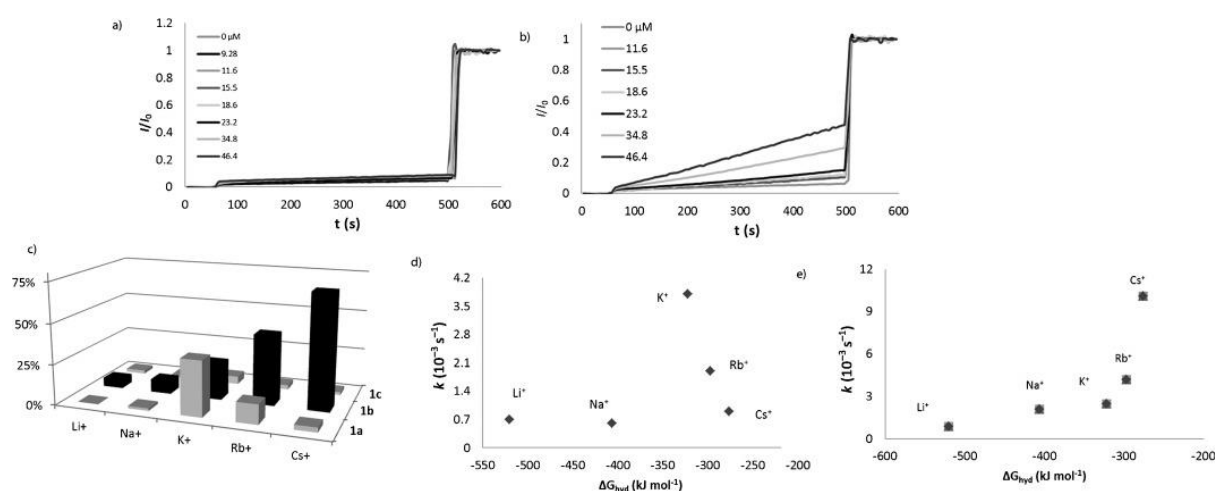 a)
1.2
1
0.8
0.6
0.4
0.2
0
I/I0
0 µM
9.28
11.6
15.5
18.6
23.2
34.8
46.4
0 100 200 300 400 500 600
t (s)
b)
1
0.8
0.6
0.4
0.2
0
I/I0
0 µM
11.6
15.5
18.6
23.2
34.8
46.4
0 100 200 300 400 500 600
t (s)
c)
75%
50%
25%
0%
Li+ Na+ K+ Rb+ Cs+
1c
1b
1a
d)
4.2
3.5
2.8
2.1
1.4
0.7
0
k (10⁻³ s⁻¹)
K⁺
Rb⁺
Li⁺
Na⁺
Cs⁺
-550 -500 -450 -400 -350 -300 -250 -200
ΔGhyd (kJ mol⁻¹)
e)
12
9
6
3
0
k (10⁻³ s⁻¹)
Cs⁺
Rb⁺
Na⁺
K⁺
Li⁺
-600 -500 -400 -300 -200
ΔGhyd (kJ mol⁻¹)